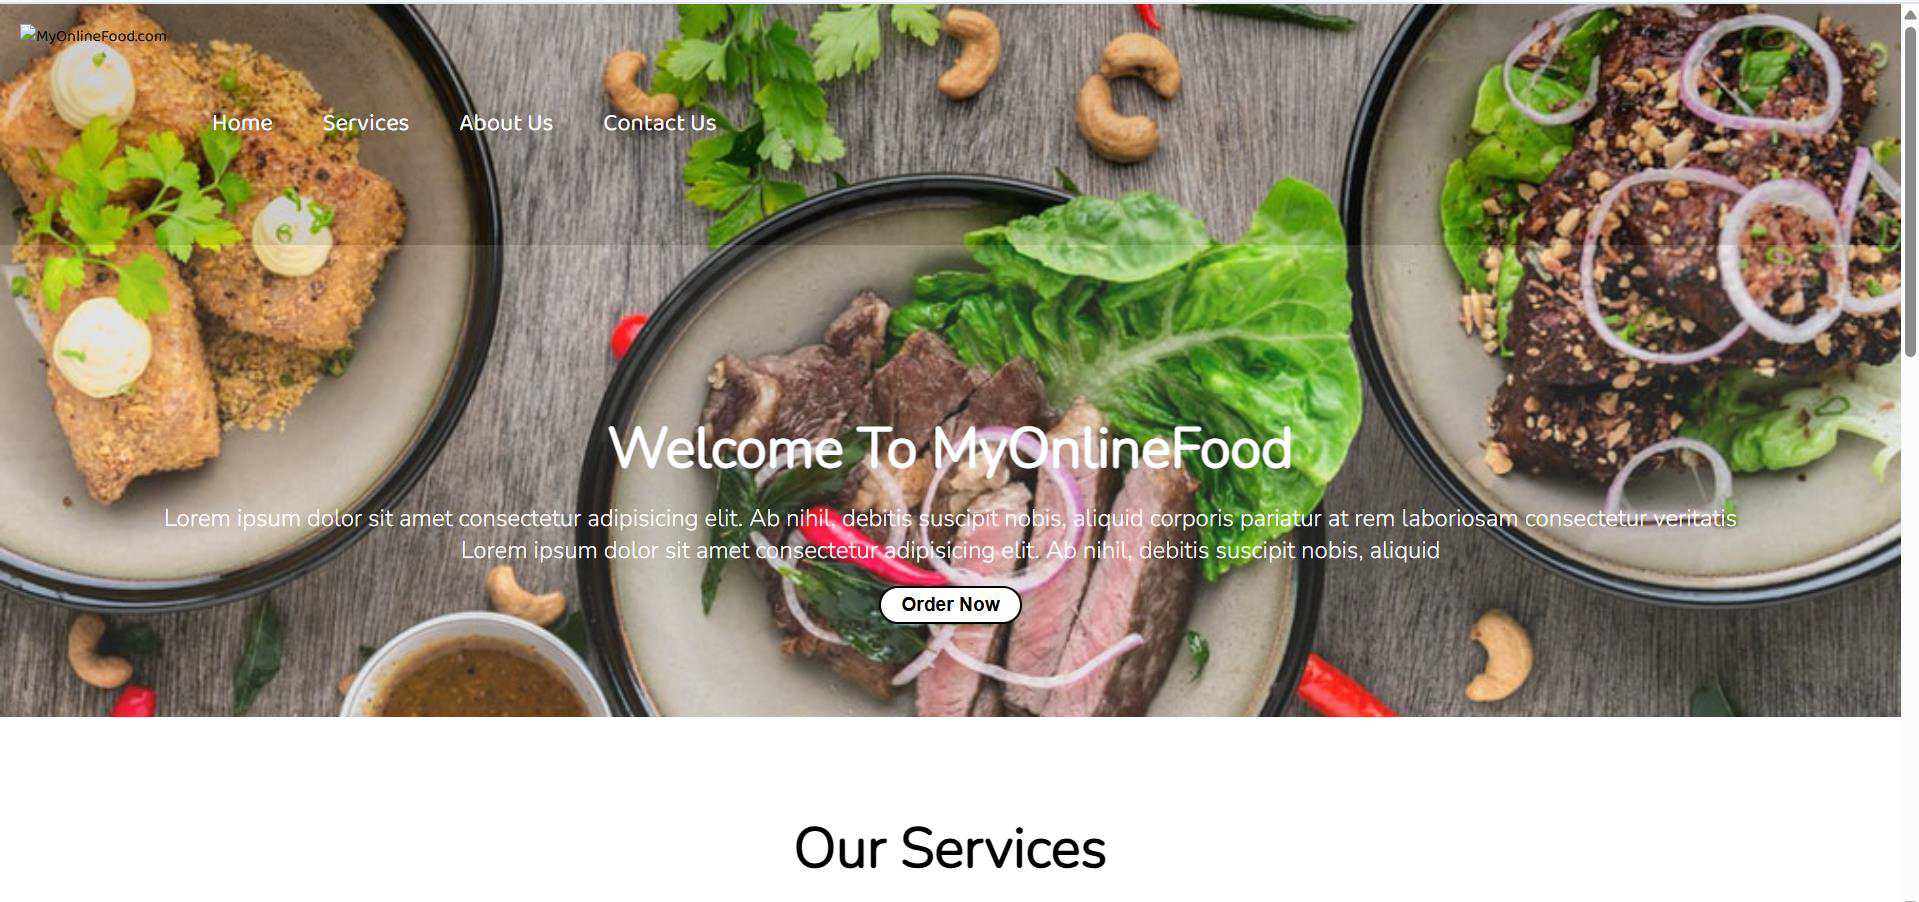 MyOnlineFood.com
Home Services About Us Contact Us
Welcome To MyOnlineFood
Lorem ipsum dolor sit amet consectetur adipisicing elit. Ab nihil, debitis suscipit nobis, aliquid corporis pariatur at rem laboriosam consectetur veritatis
Lorem ipsum dolor sit amet consectetur adipisicing elit. Ab nihil, debitis suscipit nobis, aliquid
Order Now
Our Services